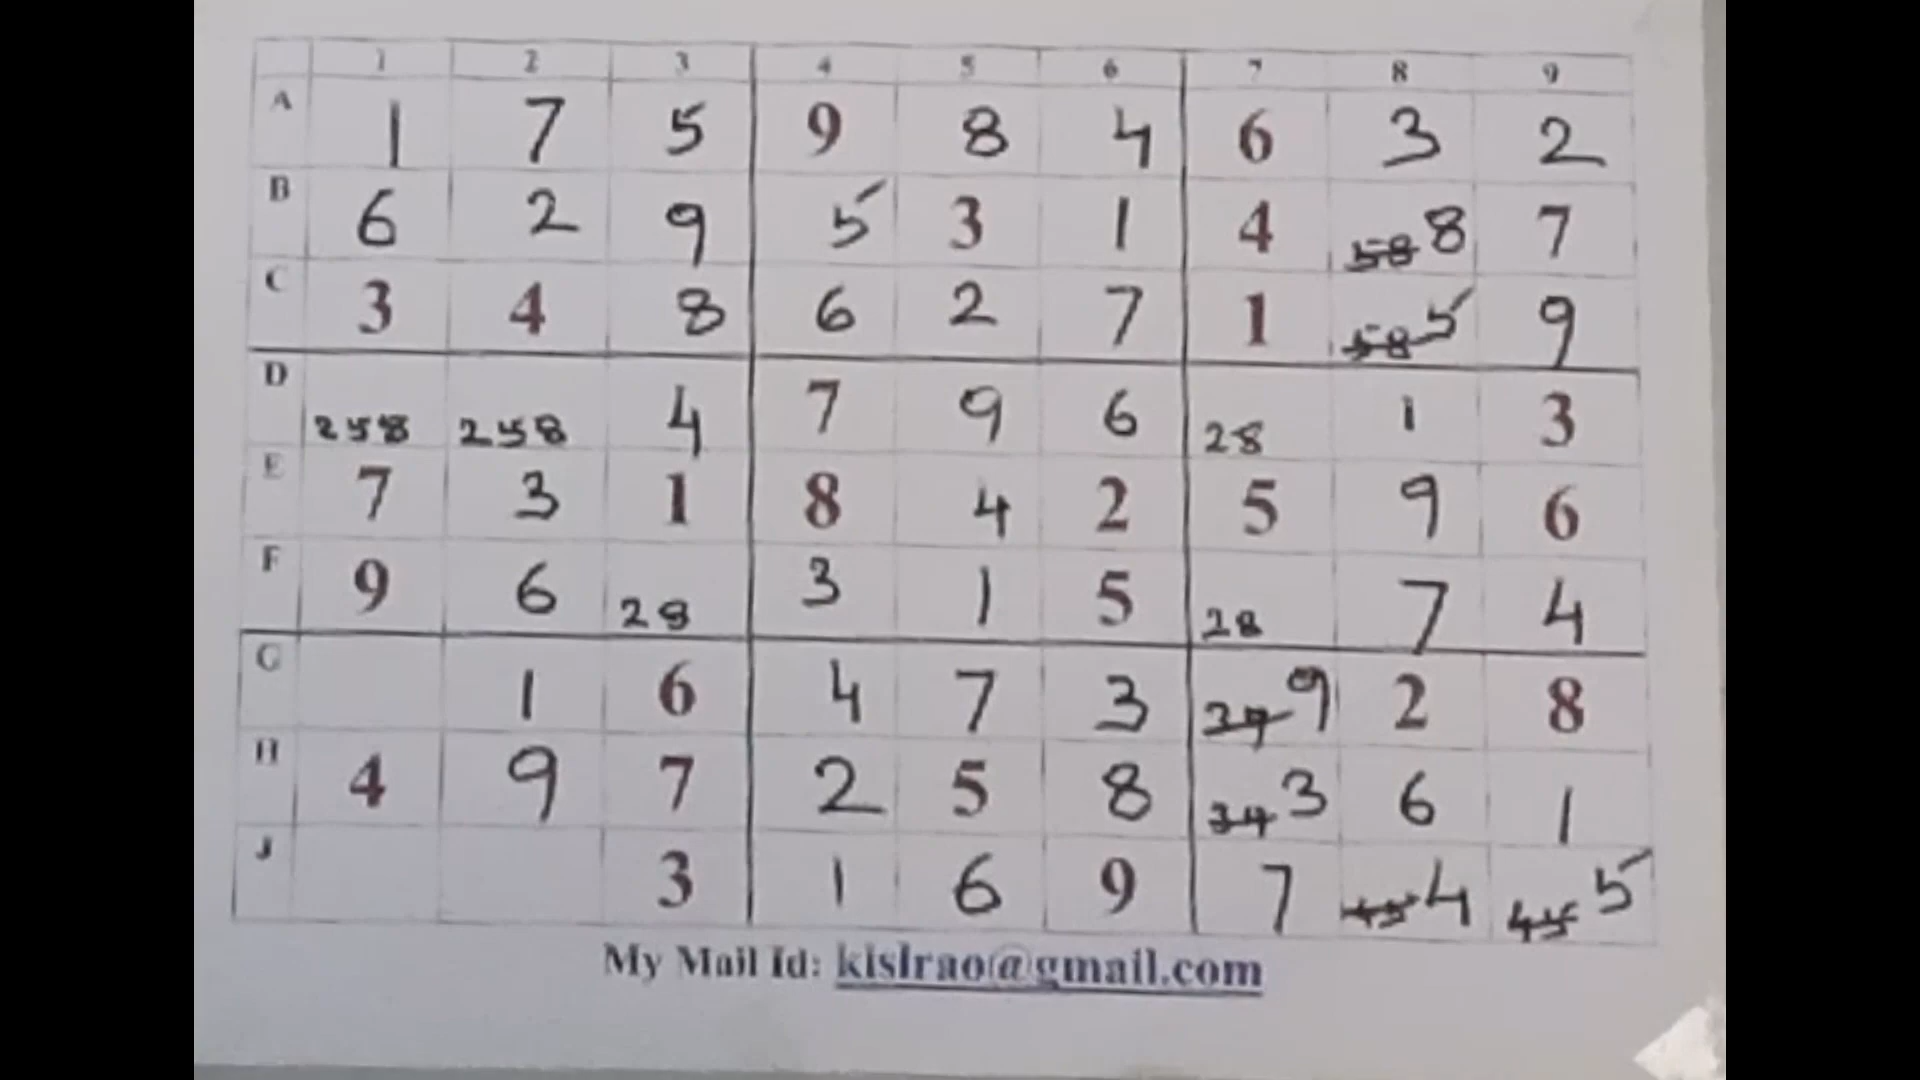 1 2 3 4 5 6 7 8 9
A 1 7 5 9 8 4 6 3 2
B 6 2 9 5 3 1 4 58 8 7
C 3 4 8 6 2 7 1 58 5 9
D 258 258 4 7 9 6 28 1 3
E 7 3 1 8 4 2 5 9 6
F 9 6 28 3 1 5 28 7 4
G 1 6 4 7 3 39 9 2 8
H 4 9 7 2 5 8 3 6 1
J 3 1 6 9 7 45 4 45 5
My Mail Id: kislrao@gmail.com